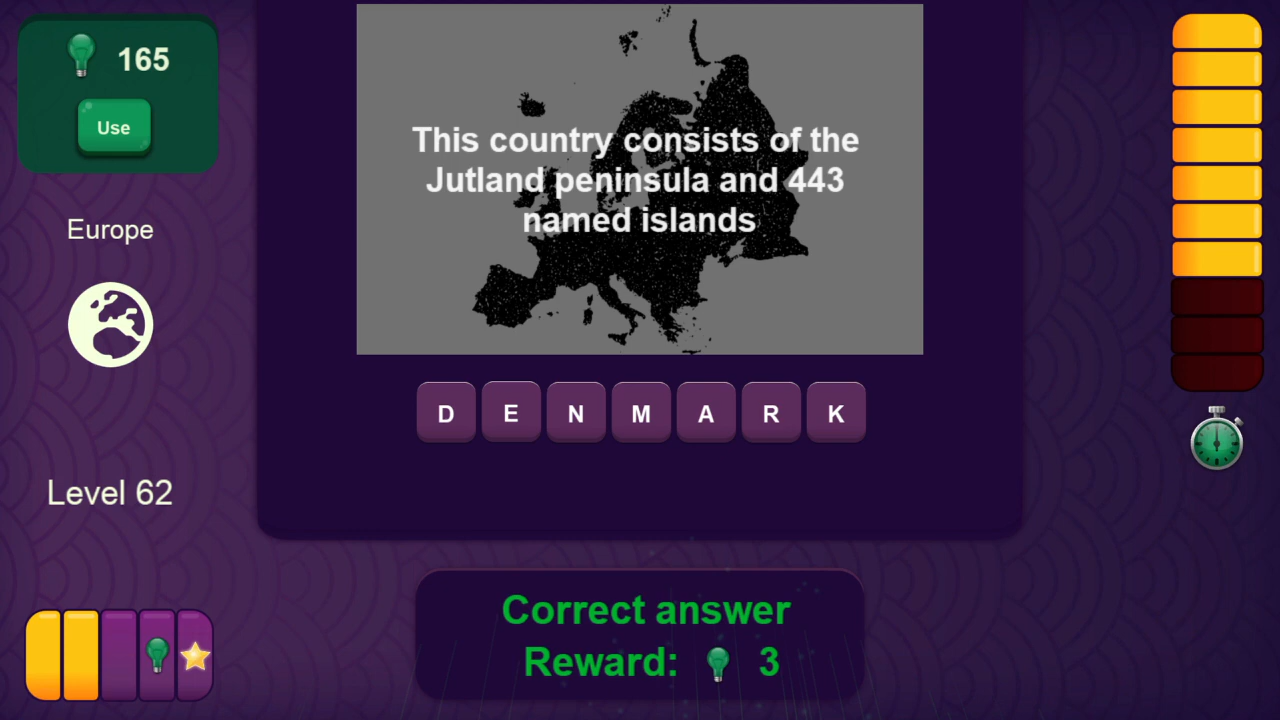 165
Use
Europe
Level 62
This country consists of the
Jutland peninsula and 443
named islands
D E N M A R K
Correct answer
Reward: 3